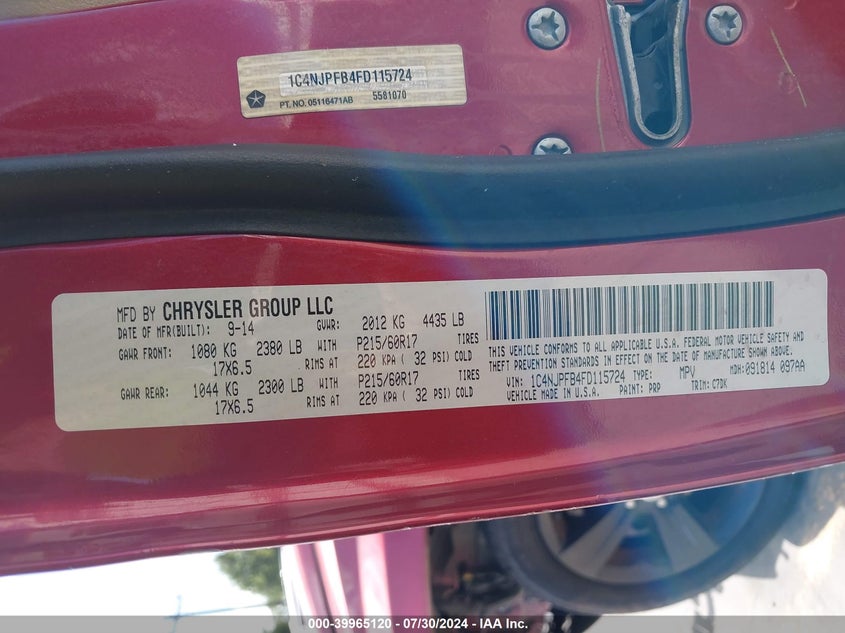 1C4NJPFB4FD115724
PT. NO. 05116471AB 5581070
MFD BY CHRYSLER GROUP LLC
DATE OF MFR(BUILT): 9-14 GVWR: 2012 KG 4435 LB
GAWR FRONT: 1080 KG 2380 LB WITH P215/60R17 TIRES
17X6.5 RIMS AT 220 KPA ( 32 PSI) COLD
GAWR REAR: 1044 KG 2300 LB WITH P215/60R17 TIRES
17X6.5 RIMS AT 220 KPA ( 32 PSI) COLD
THIS VEHICLE CONFORMS TO ALL APPLICABLE U.S.A. FEDERAL MOTOR VEHICLE SAFETY AND
THEFT PREVENTION STANDARDS IN EFFECT ON THE DATE OF MANUFACTURE SHOWN ABOVE.
VIN: 1C4NJPFB4FD115724 TYPE: MPV MDH: 091814 097AA
VEHICLE MADE IN U.S.A. PAINT: PRP TRIM: C7DK
000-39965120 - 07/30/2024 - IAA Inc.